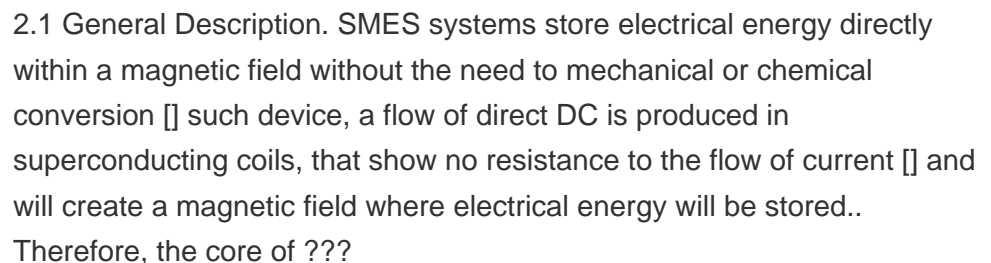 2.1 General Description. SMES systems store electrical energy directly
within a magnetic field without the need to mechanical or chemical
conversion [] such device, a flow of direct DC is produced in
superconducting coils, that show no resistance to the flow of current [] and
will create a magnetic field where electrical energy will be stored..
Therefore, the core of ???